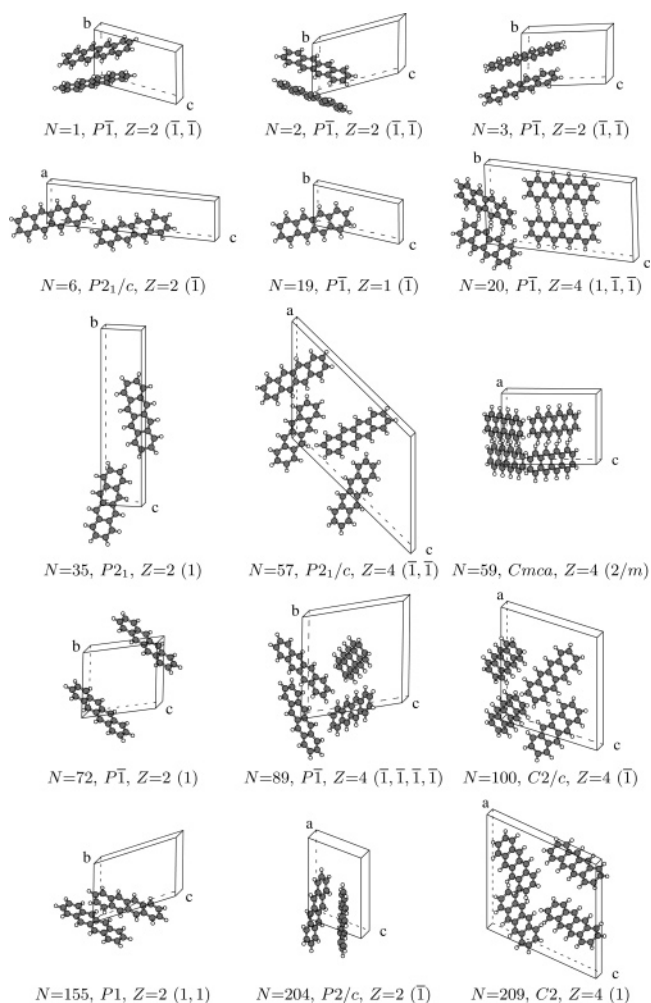 b b b
c c c
N=1, P1̅, Z=2 (1̅, 1̅) N=2, P1̅, Z=2 (1̅, 1̅) N=3, P1̅, Z=2 (1̅, 1̅)
a b b
c c c
N=6, P2₁/c, Z=2 (1̅) N=19, P1̅, Z=1 (1̅) N=20, P1̅, Z=4 (1, 1̅, 1̅)
b a a
c c c
N=35, P2₁, Z=2 (1) N=57, P2₁/c, Z=4 (1̅, 1̅) N=59, Cmca, Z=4 (2/m)
b b a
c c c
N=72, P1̅, Z=2 (1) N=89, P1̅, Z=4 (1̅, 1̅, 1̅, 1̅) N=100, C2/c, Z=4 (1̅)
b a a
c c c
N=155, P1, Z=2 (1, 1) N=204, P2/c, Z=2 (1̅) N=209, C2, Z=4 (1)